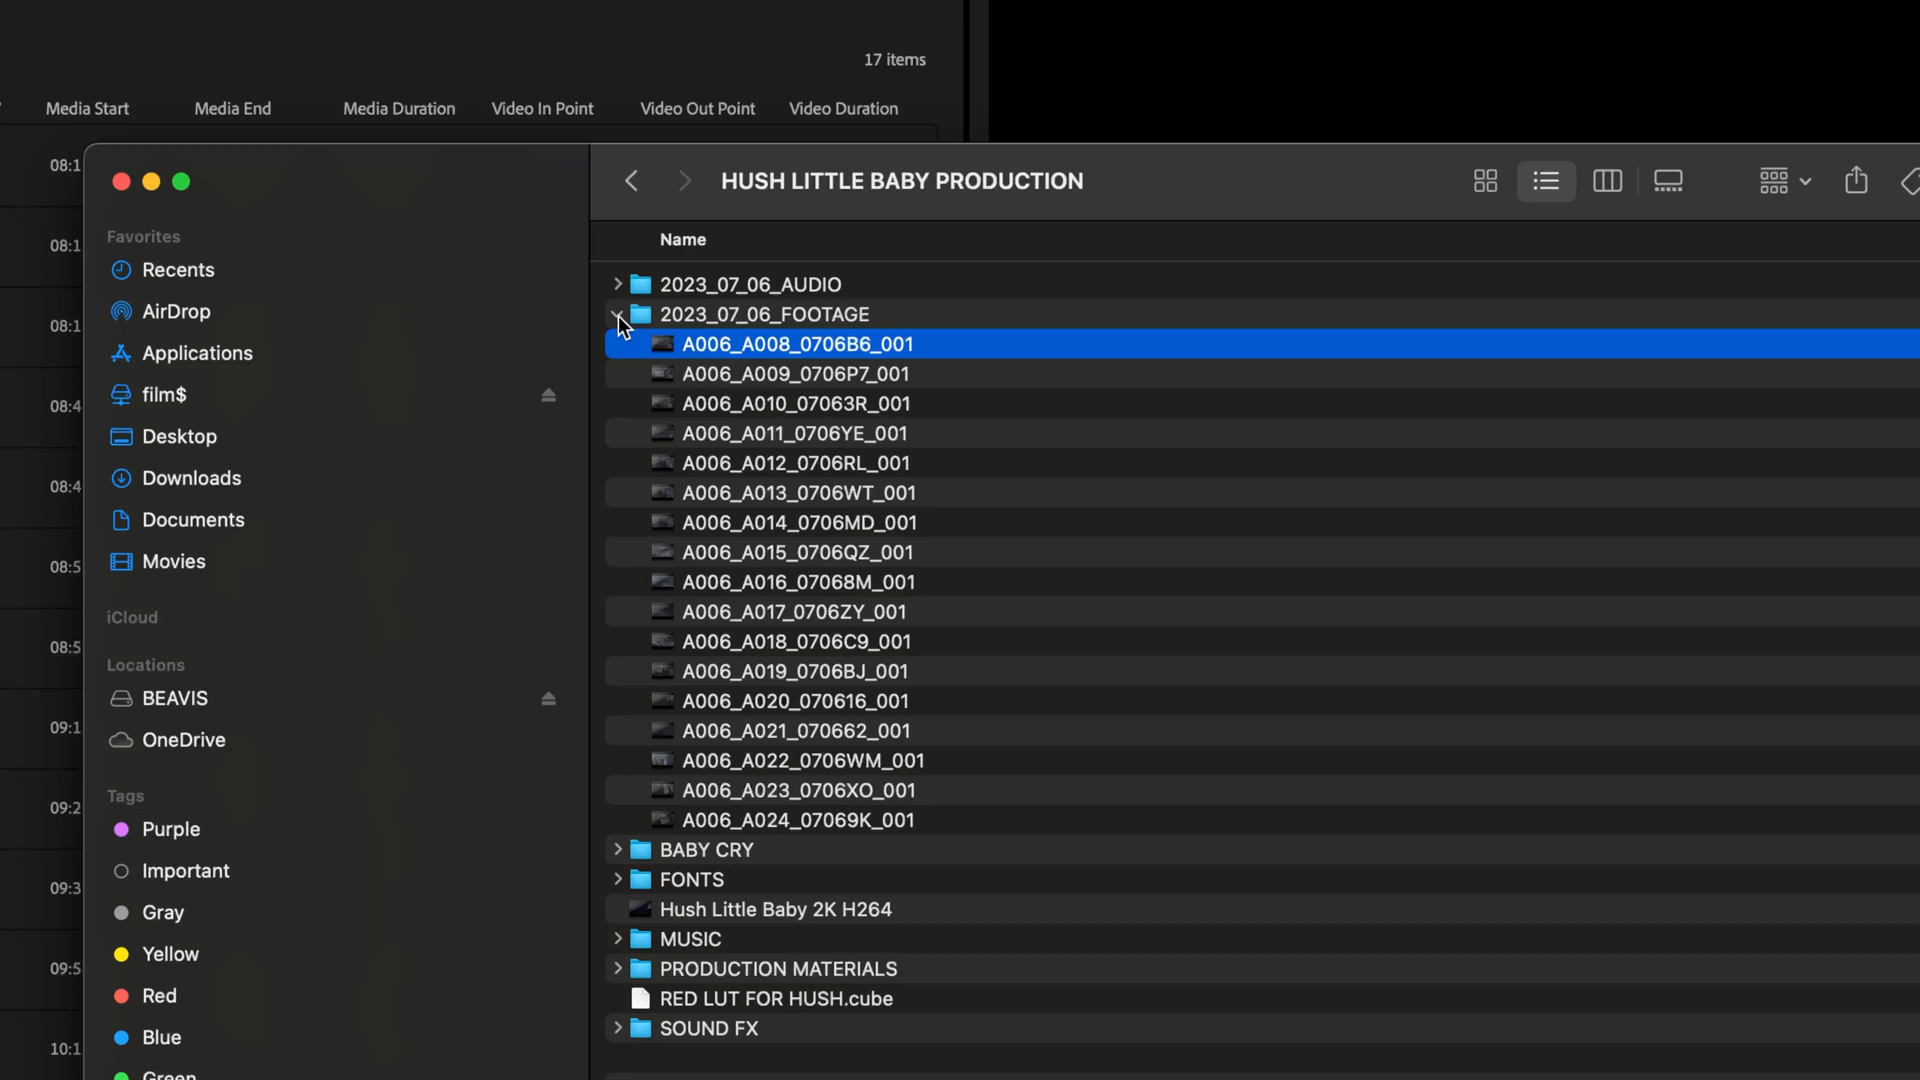 17 items
Media Start Media End Media Duration Video In Point Video Out Point Video Duration
08:1
08:1
08:1
08:4
08:4
08:5
08:5
09:1
09:2
09:3
09:5
10:1
Favorites
Recents
AirDrop
Applications
film$
Desktop
Downloads
Documents
Movies
iCloud
Locations
BEAVIS
OneDrive
Tags
Purple
Important
Gray
Yellow
Red
Blue
Green
HUSH LITTLE BABY PRODUCTION
Name
2023_07_06_AUDIO
2023_07_06_FOOTAGE
A006_A008_0706B6_001
A006_A009_0706P7_001
A006_A010_07063R_001
A006_A011_0706YE_001
A006_A012_0706RL_001
A006_A013_0706WT_001
A006_A014_0706MD_001
A006_A015_0706QZ_001
A006_A016_07068M_001
A006_A017_0706ZY_001
A006_A018_0706C9_001
A006_A019_0706BJ_001
A006_A020_070616_001
A006_A021_070662_001
A006_A022_0706WM_001
A006_A023_0706XO_001
A006_A024_07069K_001
BABY CRY
FONTS
Hush Little Baby 2K H264
MUSIC
PRODUCTION MATERIALS
RED LUT FOR HUSH.cube
SOUND FX